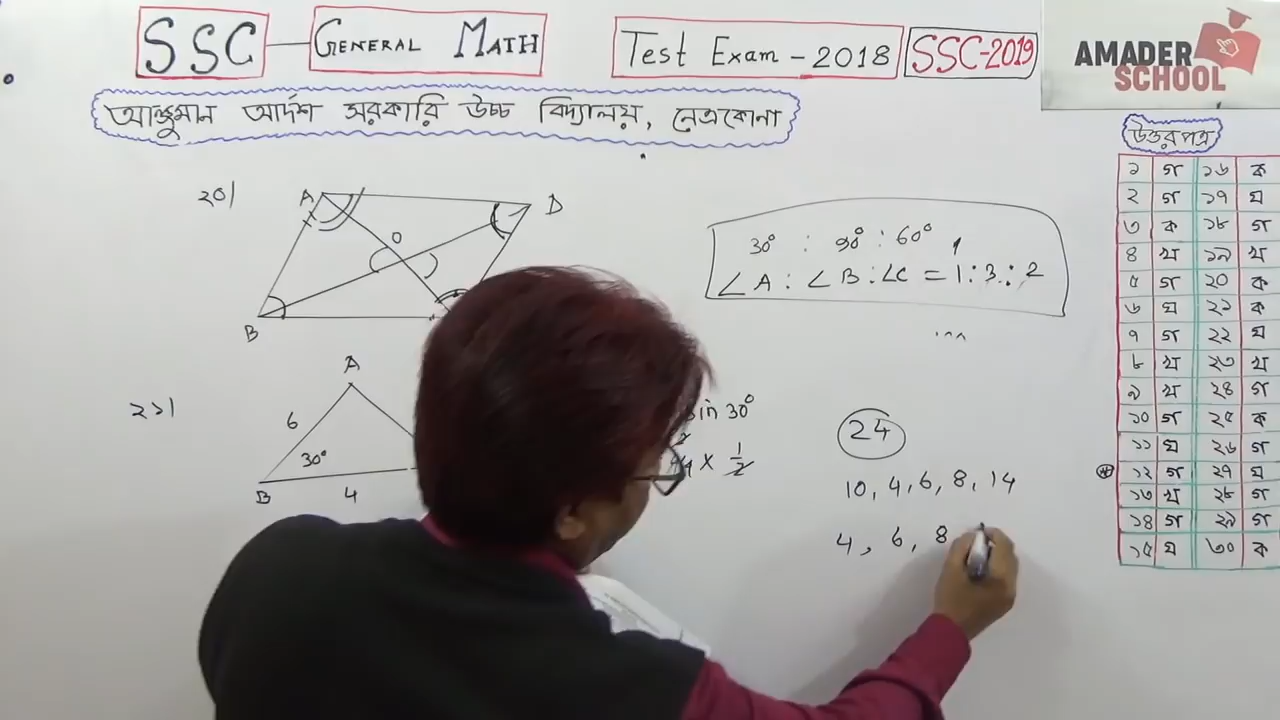 SSC GENERAL MATH Test Exam - 2018 SSC-2019
AMADER SCHOOL
আঞ্জুমান আর্দশ সরকারি উচ্চ বিদ্যালয়, নেত্রকোনা
উত্তরপত্র
২০| A D
O
B
30° : 90° : 60°
∠A : ∠B : ∠C = 1 : 3 : 2
২১| A
6
30°
B 4
sin 30°
× 1/2
24
10, 4, 6, 8, 14
4, 6, 8
১ গ ১৬ ক
২ গ ১৭ ঘ
৩ ক ১৮ গ
৪ খ ১৯ খ
৫ গ ২০ ক
৬ ঘ ২১ ক
৭ গ ২২ ঘ
৮ খ ২৩ খ
৯ খ ২৪ গ
১০ গ ২৫ ক
১১ ঘ ২৬ গ
১২ গ ২৭ ঘ
১৩ খ ২৮ গ
১৪ গ ২৯ গ
১৫ ঘ ৩০ ক